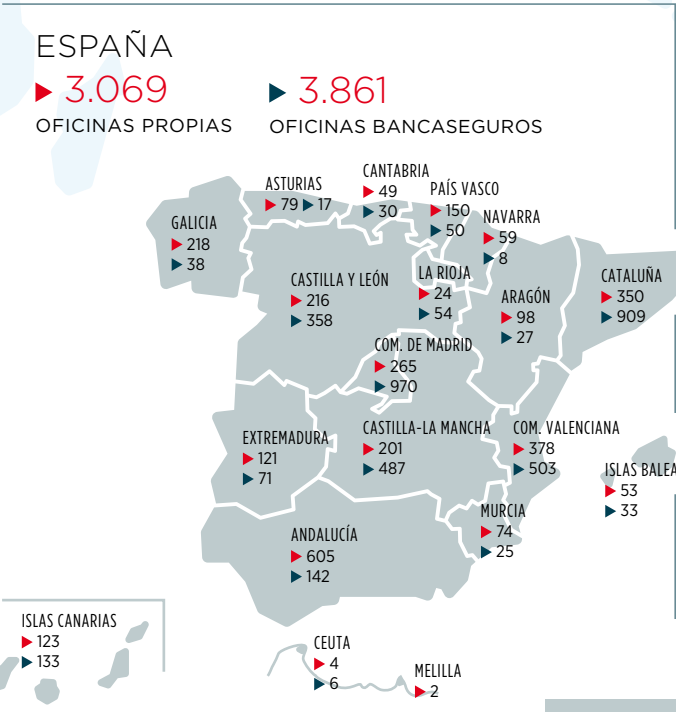 ESPAÑA
3.069
OFICINAS PROPIAS
3.861
OFICINAS BANCASEGUROS
ASTURIAS
79 17
CANTABRIA
49
30
PAÍS VASCO
150
50
NAVARRA
59
8
GALICIA
218
38
CASTILLA Y LEÓN
216
358
LA RIOJA
24
54
ARAGÓN
98
27
CATALUÑA
350
909
COM. DE MADRID
265
970
EXTREMADURA
121
71
CASTILLA-LA MANCHA
201
487
COM. VALENCIANA
378
503
ISLAS BALEA
53
33
MURCIA
74
25
ANDALUCÍA
605
142
ISLAS CANARIAS
123
133
CEUTA
4
6
MELILLA
2